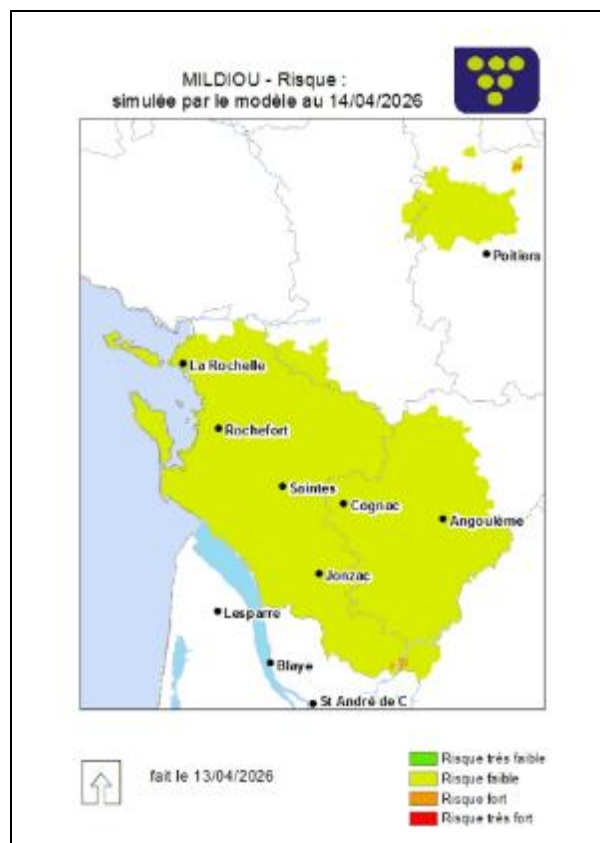 MILDIOU - Risque :
simulée par le modèle au 14/04/2026
Poitiers
La Rochelle
Rochefort
Saintes
Cognac
Angoulème
Jonzac
Lesparre
Blaye
St André de C
fait le 13/04/2026
Risque très faible
Risque faible
Risque fort
Risque très fort